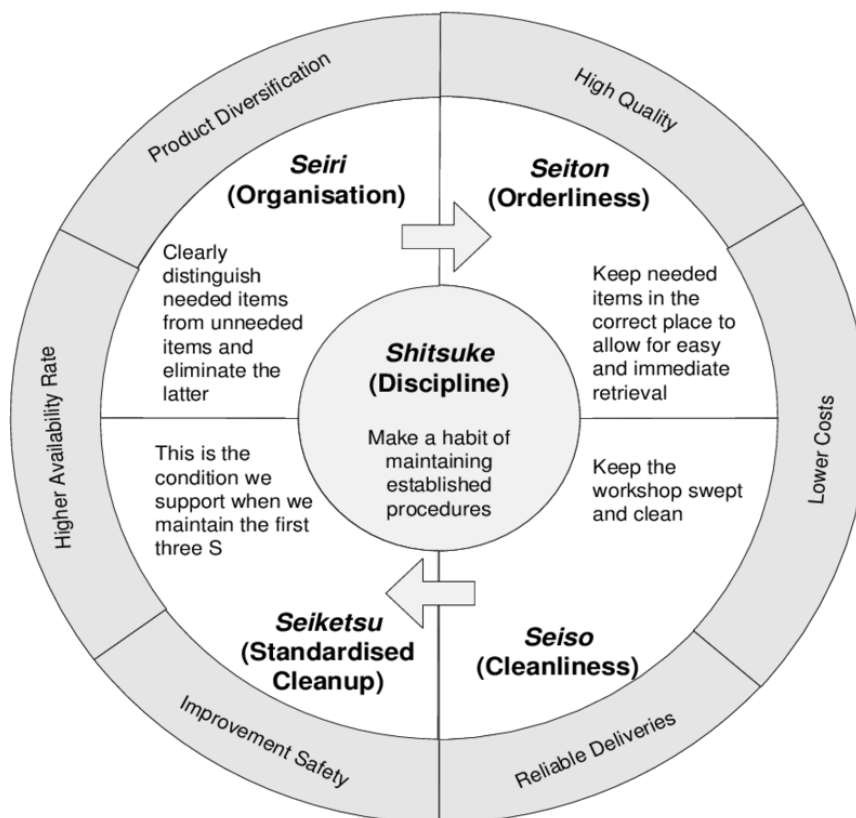 Product Diversification
High Quality
Seiri
(Organisation)
Seiton
(Orderliness)
Clearly
distinguish
needed items
from unneeded
items and
eliminate the
latter
Keep needed
items in the
correct place to
allow for easy
and immediate
retrieval
Shitsuke
(Discipline)
Make a habit of
maintaining
established
procedures
Higher Availability Rate
Lower Costs
This is the
condition we
support when we
maintain the first
three S
Keep the
workshop swept
and clean
Seiketsu
(Standardised
Cleanup)
Seiso
(Cleanliness)
Improvement Safety
Reliable Deliveries